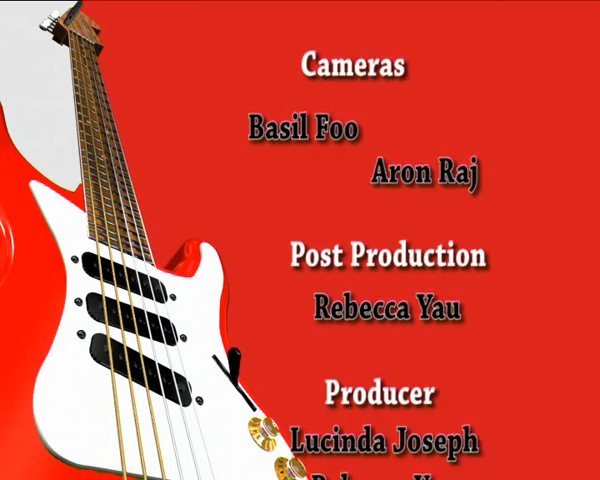 Cameras
Basil Foo
Aron Raj
Post Production
Rebecca Yau
Producer
Lucinda Joseph